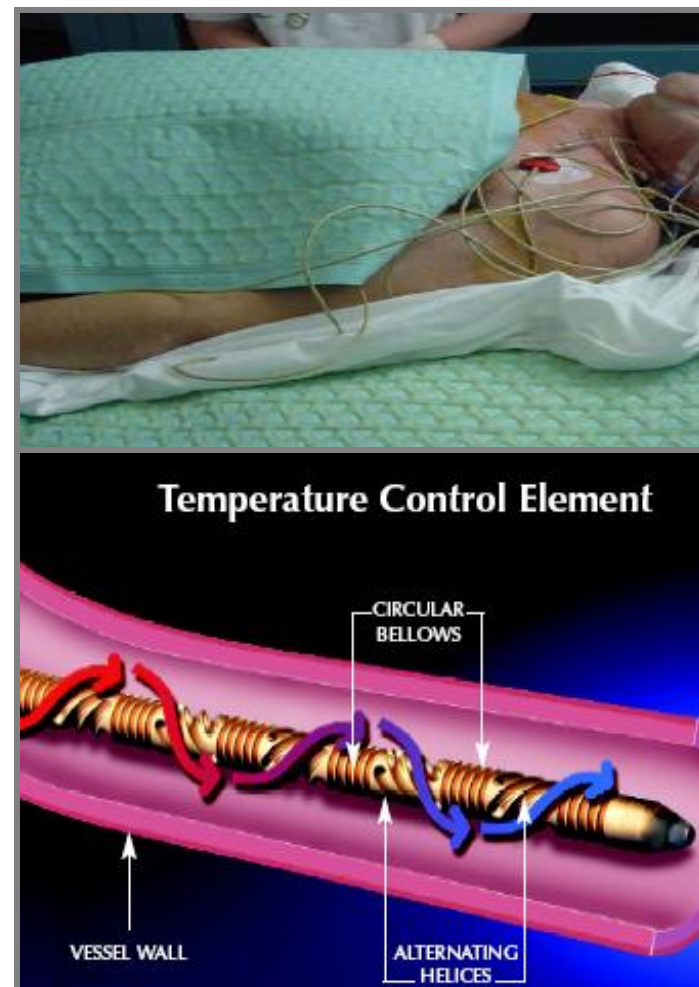 Temperature Control Element
CIRCULAR
BELLOWS
VESSEL WALL
ALTERNATING
HELICES